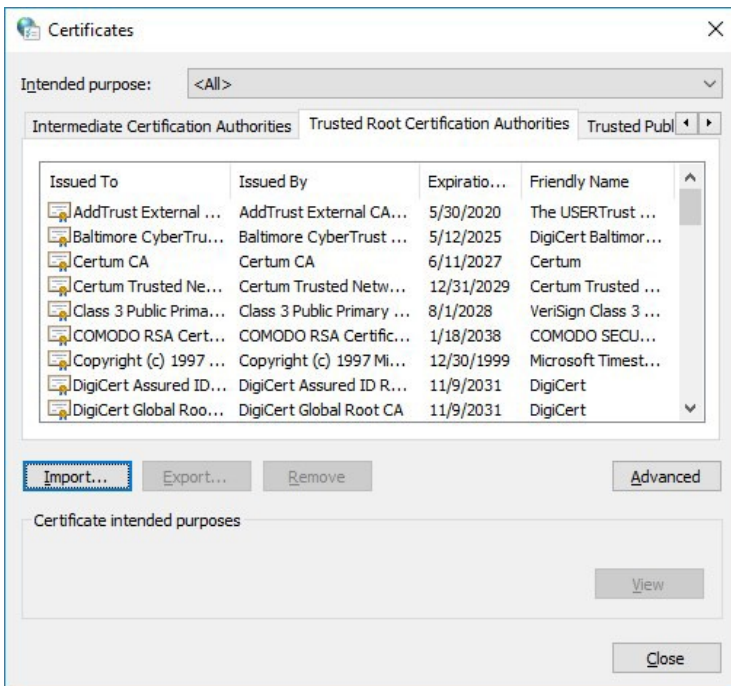 Certificates
Intended purpose: <All>
Intermediate Certification Authorities Trusted Root Certification Authorities Trusted Publ
Issued To Issued By Expiratio... Friendly Name
AddTrust External ... AddTrust External CA... 5/30/2020 The USERTrust ...
Baltimore CyberTru... Baltimore CyberTrust ... 5/12/2025 DigiCert Baltimor...
Certum CA Certum CA 6/11/2027 Certum
Certum Trusted Ne... Certum Trusted Netw... 12/31/2029 Certum Trusted ...
Class 3 Public Prima... Class 3 Public Primary ... 8/1/2028 VeriSign Class 3 ...
COMODO RSA Cert... COMODO RSA Certific... 1/18/2038 COMODO SECU...
Copyright (c) 1997 ... Copyright (c) 1997 Mi... 12/30/1999 Microsoft Timest...
DigiCert Assured ID... DigiCert Assured ID R... 11/9/2031 DigiCert
DigiCert Global Roo... DigiCert Global Root CA 11/9/2031 DigiCert
Import... Export... Remove Advanced
Certificate intended purposes
View
Close